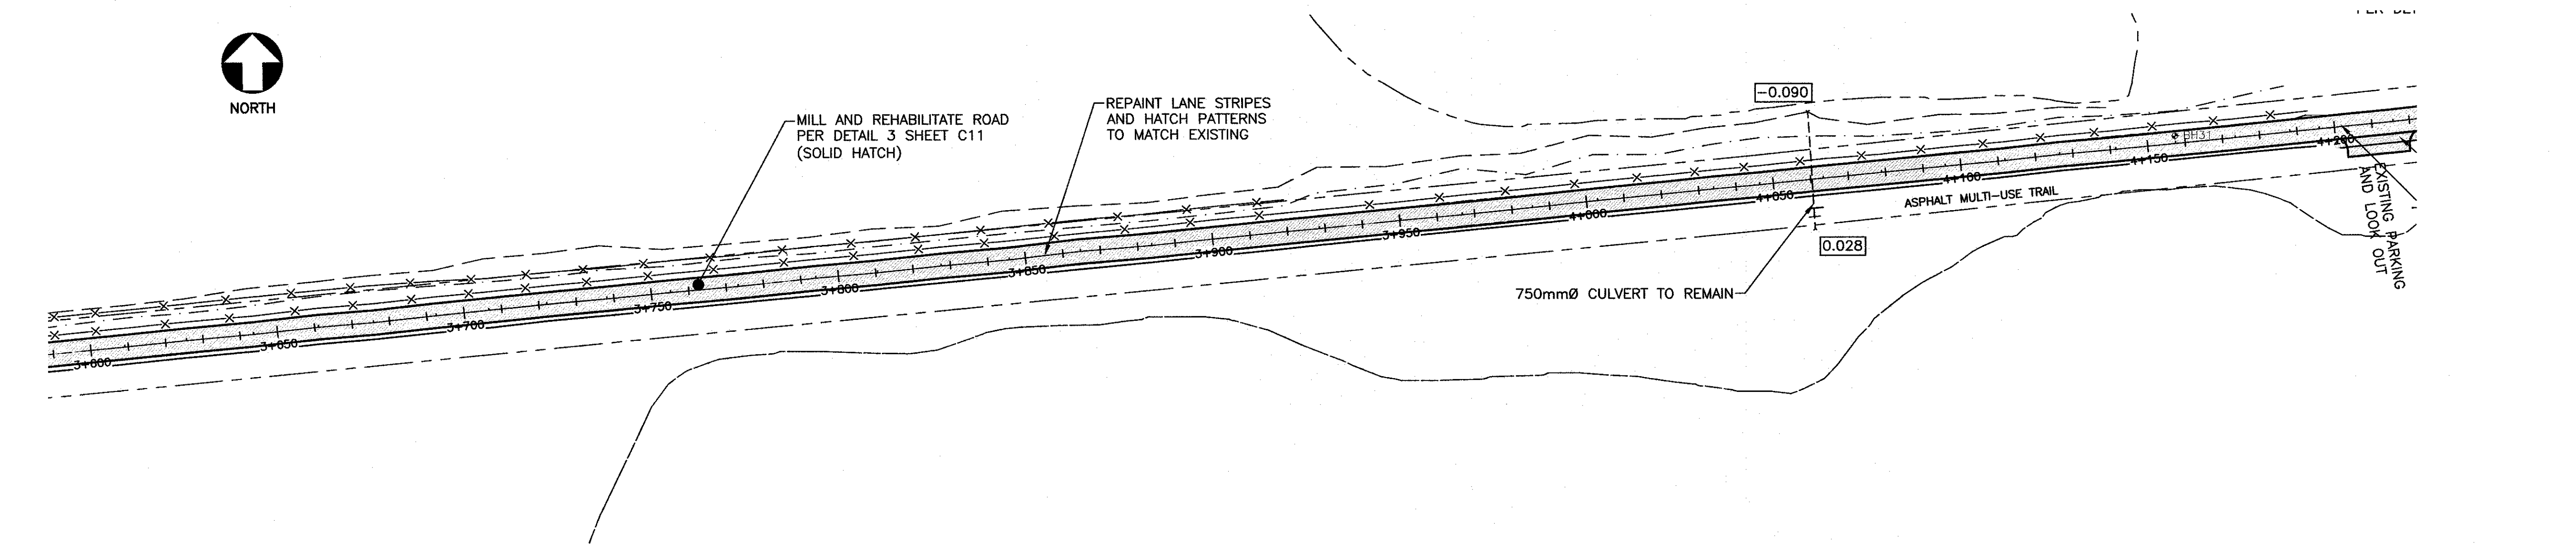 NORTH
MILL AND REHABILITATE ROAD
PER DETAIL 3 SHEET C11
(SOLID HATCH)
REPAINT LANE STRIPES
AND HATCH PATTERNS
TO MATCH EXISTING
-0.090
BH31
0.028
750mmØ CULVERT TO REMAIN
ASPHALT MULTI-USE TRAIL
EXISTING PARKING
AND LOOK OUT
3+600
3+650
3+700
3+750
3+800
3+850
3+900
3+950
4+000
4+050
4+100
4+150
4+200